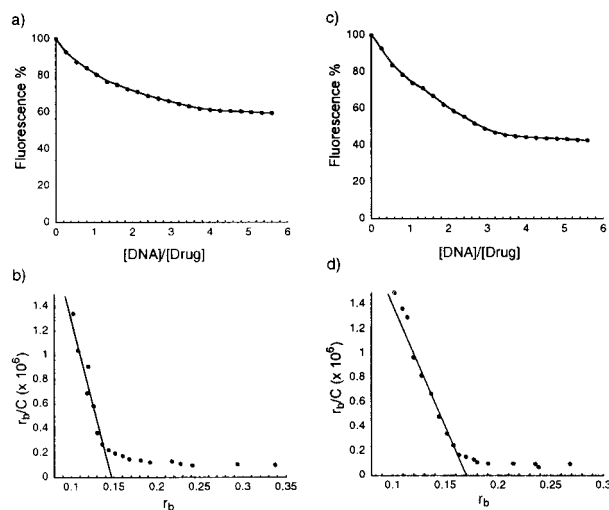 a)
Fluorescence %
100
80
60
40
20
0
0 1 2 3 4 5 6
[DNA]/[Drug]
c)
Fluorescence %
100
80
60
40
20
0
0 1 2 3 4 5 6
[DNA]/[Drug]
b)
r_b/C (x 10^6)
1.4
1.2
1
0.8
0.6
0.4
0.2
0
0.1 0.15 0.2 0.25 0.3 0.35
r_b
d)
r_b/C (x 10^6)
1.4
1.2
1
0.8
0.6
0.4
0.2
0
0.1 0.15 0.2 0.25 0.3
r_b